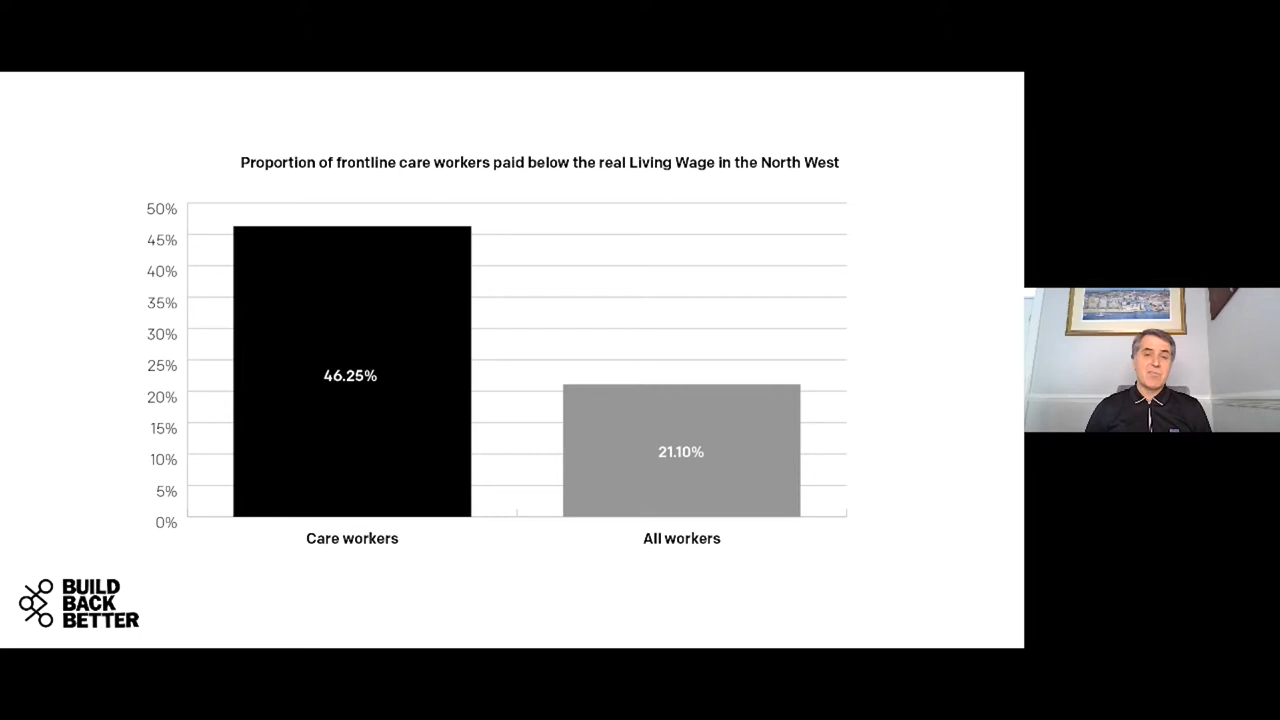 Proportion of frontline care workers paid below the real Living Wage in the North West
50%
45%
40%
35%
30%
25%
20%
15%
10%
5%
0%
46.25%
21.10%
Care workers
All workers
BUILD
BACK
BETTER